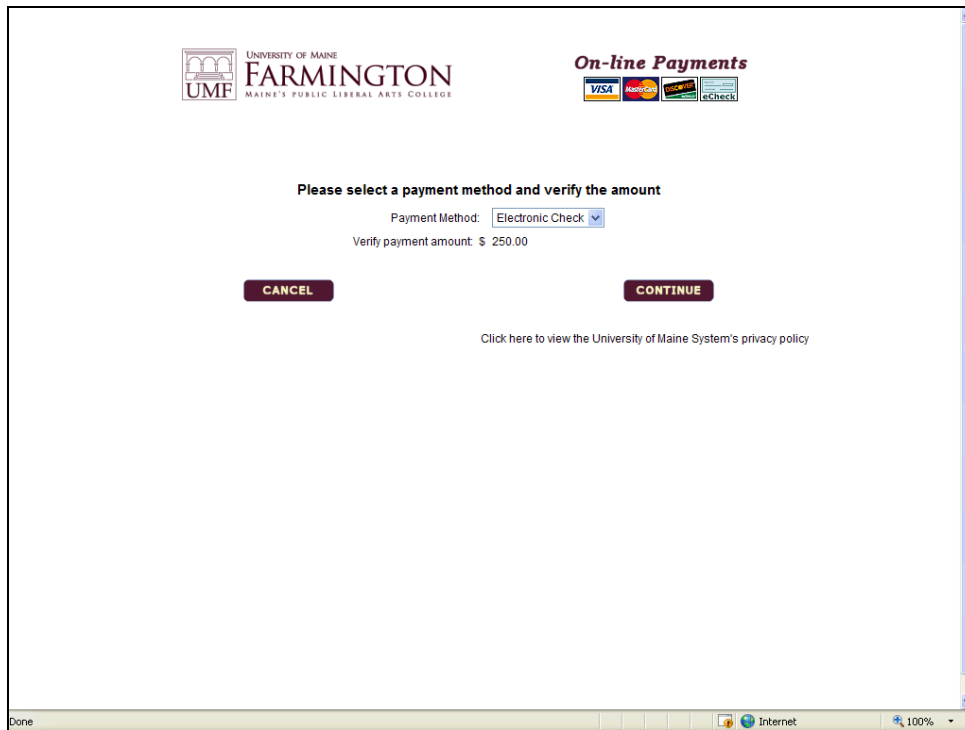 UNIVERSITY OF MAINE
FARMINGTON
UMF
MAINE'S PUBLIC LIBERAL ARTS COLLEGE
On-line Payments
VISA MasterCard DISCOVER eCheck
Please select a payment method and verify the amount
Payment Method: Electronic Check
Verify payment amount: $ 250.00
CANCEL CONTINUE
Click here to view the University of Maine System's privacy policy
Done Internet 100%